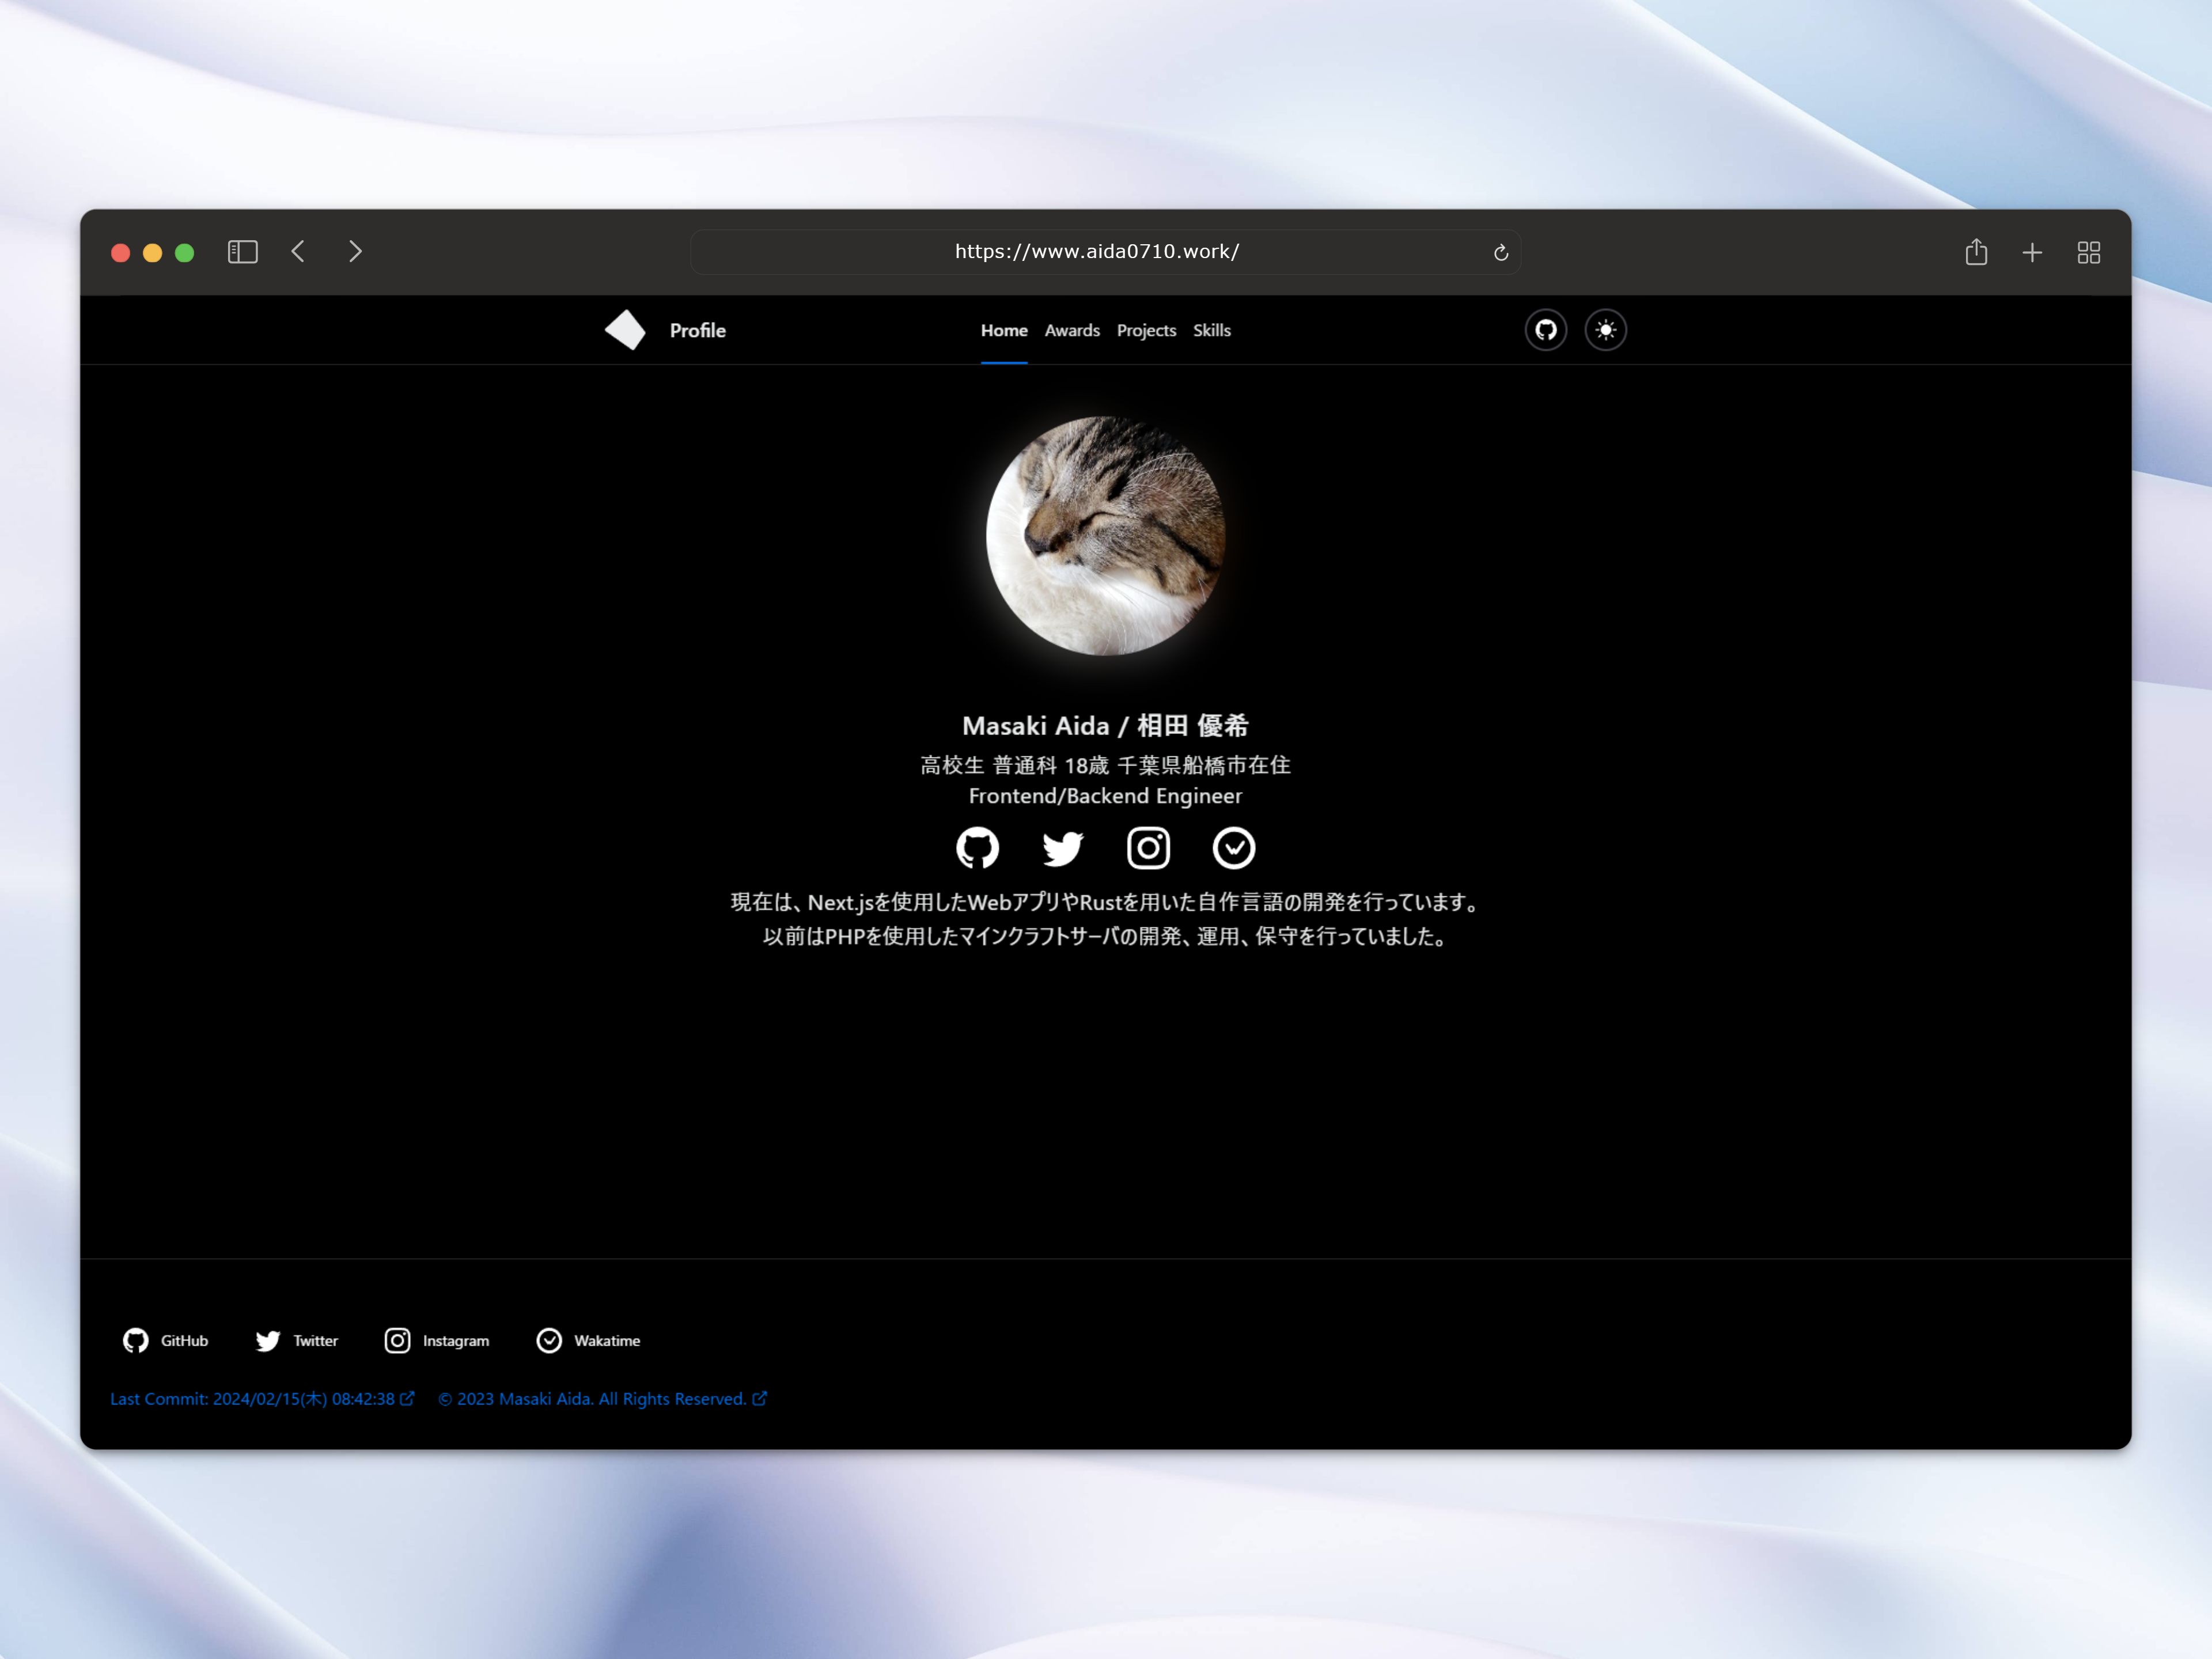 https://www.aida0710.work/
Profile
Home Awards Projects Skills
Masaki Aida / 相田 優希
高校生 普通科 18歳 千葉県船橋市在住
Frontend/Backend Engineer
現在は、Next.jsを使用したWebアプリやRustを用いた自作言語の開発を行っています。
以前はPHPを使用したマインクラフトサーバの開発、運用、保守を行っていました。
GitHub Twitter Instagram Wakatime
Last Commit: 2024/02/15(木) 08:42:38 © 2023 Masaki Aida. All Rights Reserved.